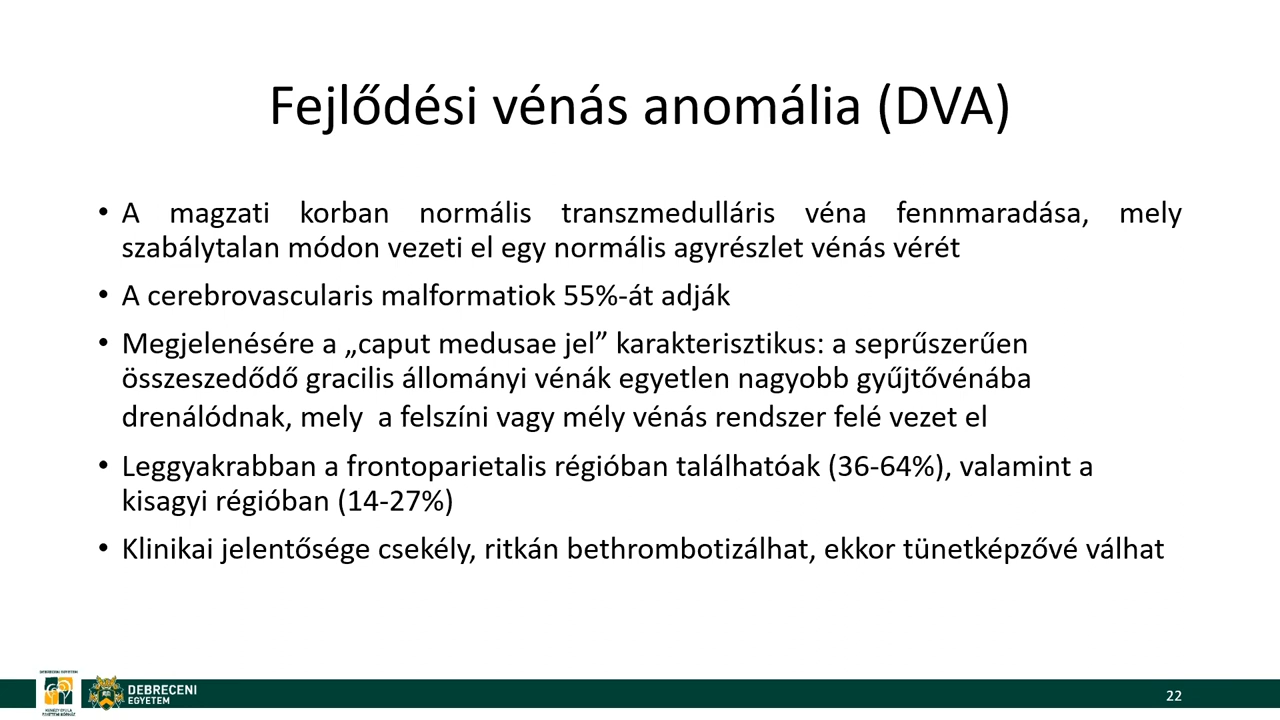 Fejlődési vénás anomália (DVA)
• A magzati korban normális transzmedulláris véna fennmaradása, mely
szabálytalan módon vezeti el egy normális agyrészlet vénás vérét
• A cerebrovascularis malformatiok 55%-át adják
• Megjelenésére a „caput medusae jel” karakterisztikus: a seprűszerűen
összeszedődő gracilis állományi vénák egyetlen nagyobb gyűjtővénába
drenálódnak, mely a felszíni vagy mély vénás rendszer felé vezet el
• Leggyakrabban a frontoparietalis régióban találhatóak (36-64%), valamint a
kisagyi régióban (14-27%)
• Klinikai jelentősége csekély, ritkán bethrombotizálhat, ekkor tünetképzővé válhat
DEBRECENI EGYETEM
DEBRECENI
EGYETEM
22